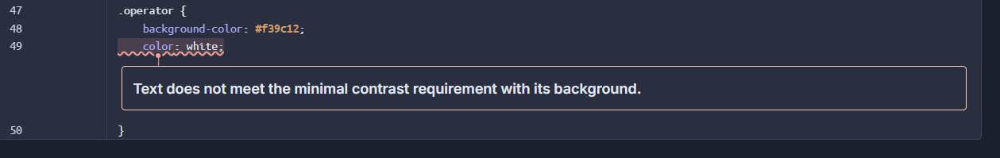 47 .operator {
48 background-color: #f39c12;
49 color: white;
Text does not meet the minimal contrast requirement with its background.
50 }